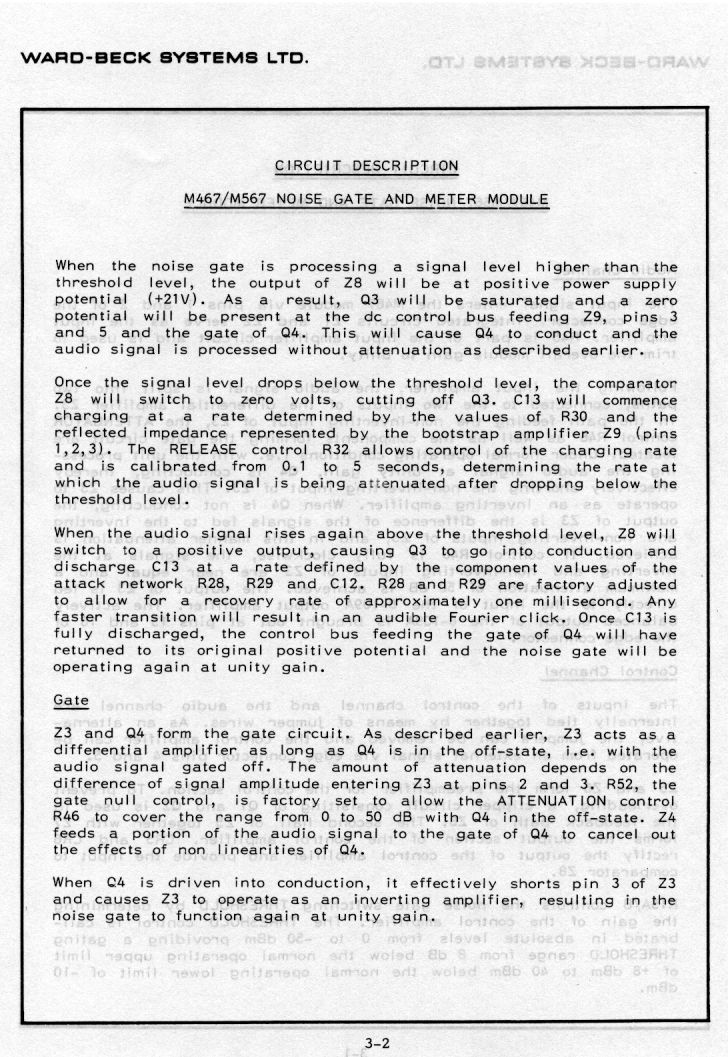 WARD-BECK SYSTEMS LTD.
CIRCUIT DESCRIPTION
M467/M567 NOISE GATE AND METER MODULE
When the noise gate is processing a signal level higher than the
threshold level, the output of Z8 will be at positive power supply
potential (+21V). As a result, Q3 will be saturated and a zero
potential will be present at the dc control bus feeding Z9, pins 3
and 5 and the gate of Q4. This will cause Q4 to conduct and the
audio signal is processed without attenuation as described earlier.
Once the signal level drops below the threshold level, the comparator
Z8 will switch to zero volts, cutting off Q3. C13 will commence
charging at a rate determined by the values of R30 and the
reflected impedance represented by the bootstrap amplifier Z9 (pins
1,2,3). The RELEASE control R32 allows control of the charging rate
and is calibrated from 0.1 to 5 seconds, determining the rate at
which the audio signal is being attenuated after dropping below the
threshold level.
When the audio signal rises again above the threshold level, Z8 will
switch to a positive output, causing Q3 to go into conduction and
discharge C13 at a rate defined by the component values of the
attack network R28, R29 and C12. R28 and R29 are factory adjusted
to allow for a recovery rate of approximately one millisecond. Any
faster transition will result in an audible Fourier click. Once C13 is
fully discharged, the control bus feeding the gate of Q4 will have
returned to its original positive potential and the noise gate will be
operating again at unity gain.
Gate
Z3 and Q4 form the gate circuit. As described earlier, Z3 acts as a
differential amplifier as long as Q4 is in the off-state, i.e. with the
audio signal gated off. The amount of attenuation depends on the
difference of signal amplitude entering Z3 at pins 2 and 3. R52, the
gate null control, is factory set to allow the ATTENUATION control
R46 to cover the range from 0 to 50 dB with Q4 in the off-state. Z4
feeds a portion of the audio signal to the gate of Q4 to cancel out
the effects of non linearities of Q4.
When Q4 is driven into conduction, it effectively shorts pin 3 of Z3
and causes Z3 to operate as an inverting amplifier, resulting in the
noise gate to function again at unity gain.
3-2